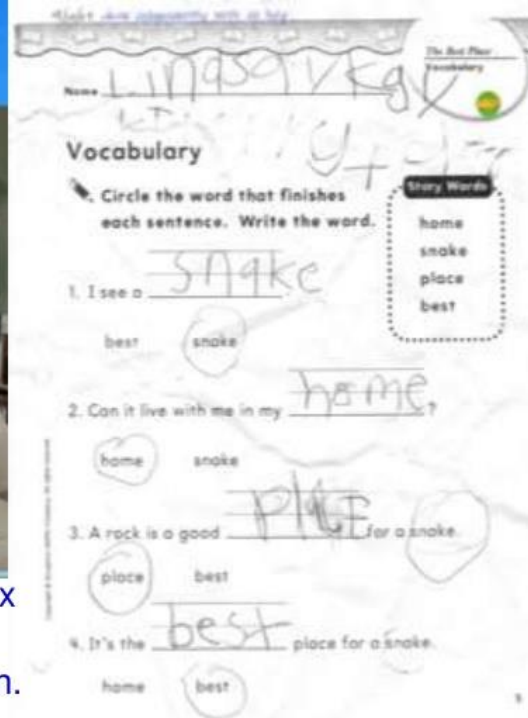 The Best Place
Vocabulary
Name
Vocabulary
Circle the word that finishes
each sentence. Write the word.
Story Words
home
snake
place
best
1. I see a snake.
best snake
2. Can it live with me in my home?
home snake
3. A rock is a good place for a snake.
place best
4. It's the best place for a snake.
home best
x
n.